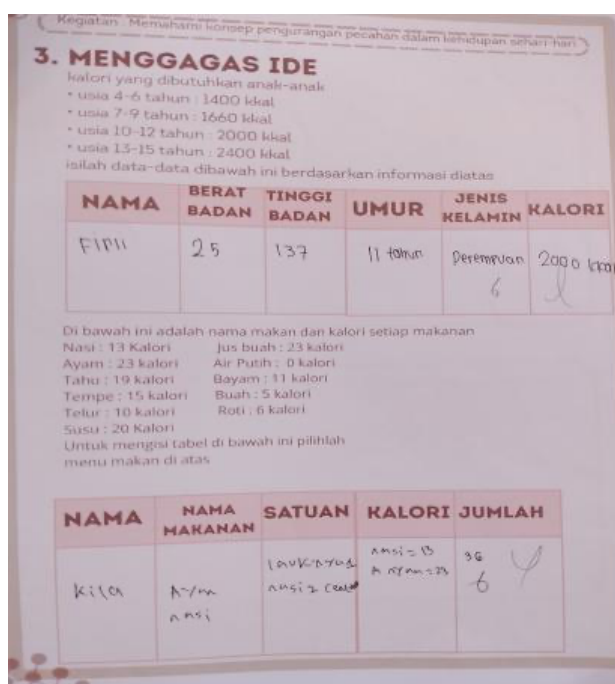 Kegiatan : Memahami konsep pengurangan pecahan dalam kehidupan sehari-hari
3. MENGGAGAS IDE
kalori yang dibutuhkan anak-anak
• usia 4-6 tahun : 1400 kkal
• usia 7-9 tahun : 1660 kkal
• usia 10-12 tahun : 2000 kkal
• usia 13-15 tahun : 2400 kkal
isilah data-data dibawah ini berdasarkan informasi diatas
NAMA BERAT BADAN TINGGI BADAN UMUR JENIS KELAMIN KALORI
25 137 11 tahun Perempuan 2000 kkal
6
Di bawah ini adalah nama makan dan kalori setiap makanan
Nasi : 13 Kalori Jus buah : 23 kalori
Ayam : 23 kalori Air Putih : 0 kalori
Tahu : 19 kalori Bayam : 11 kalori
Tempe : 15 kalori Buah : 5 kalori
Telur : 10 kalori Roti : 6 kalori
Susu : 20 Kalori
Untuk mengisi tabel di bawah ini pilihlah
menu makan di atas
NAMA NAMA MAKANAN SATUAN KALORI JUMLAH
nasi = 13 36
Kila Ayam nasi 2 A Ayam = 23 6
nasi